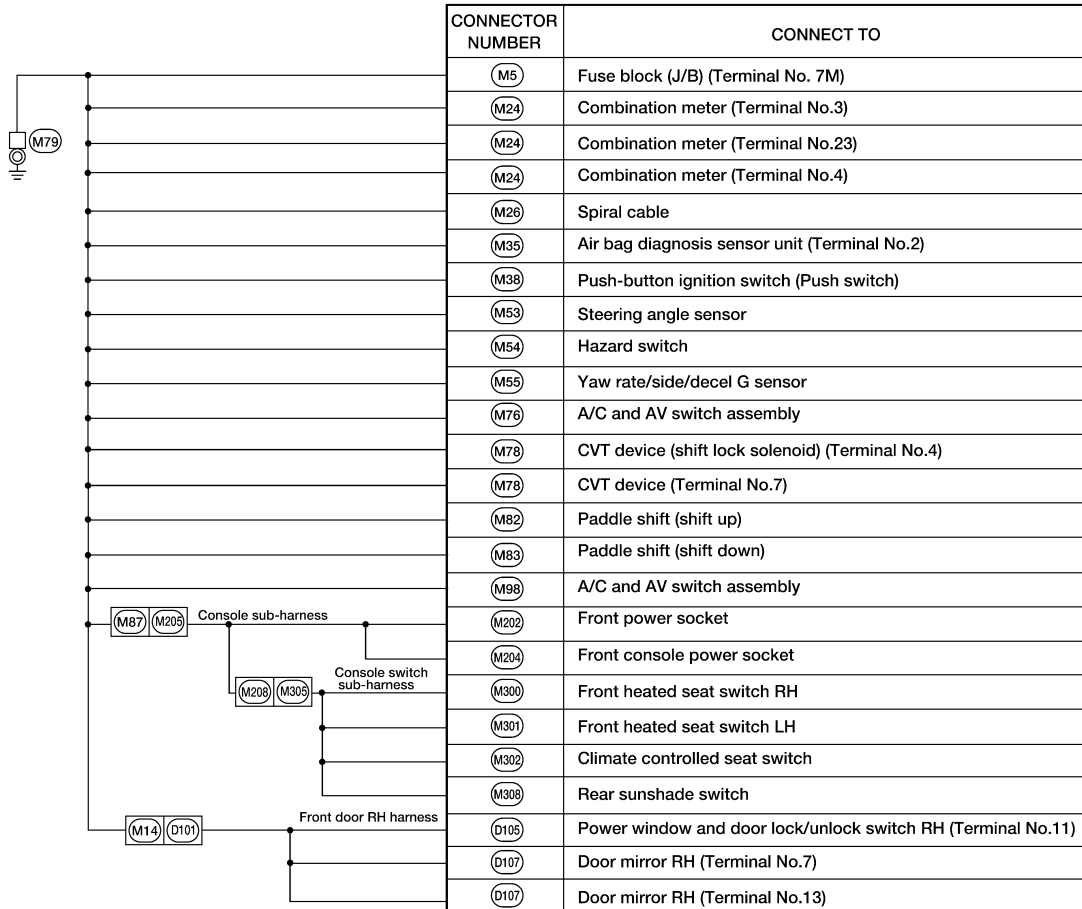 CONNECTOR
NUMBER
CONNECT TO
M5 Fuse block (J/B) (Terminal No. 7M)
M24 Combination meter (Terminal No.3)
M79
M24 Combination meter (Terminal No.23)
M24 Combination meter (Terminal No.4)
M26 Spiral cable
M35 Air bag diagnosis sensor unit (Terminal No.2)
M38 Push-button ignition switch (Push switch)
M53 Steering angle sensor
M54 Hazard switch
M55 Yaw rate/side/decel G sensor
M76 A/C and AV switch assembly
M78 CVT device (shift lock solenoid) (Terminal No.4)
M78 CVT device (Terminal No.7)
M82 Paddle shift (shift up)
M83 Paddle shift (shift down)
M98 A/C and AV switch assembly
M87 M205 Console sub-harness M202 Front power socket
M204 Front console power socket
Console switch
sub-harness
M208 M305 M300 Front heated seat switch RH
M301 Front heated seat switch LH
M302 Climate controlled seat switch
M308 Rear sunshade switch
Front door RH harness
M14 D101 D105 Power window and door lock/unlock switch RH (Terminal No.11)
D107 Door mirror RH (Terminal No.7)
D107 Door mirror RH (Terminal No.13)